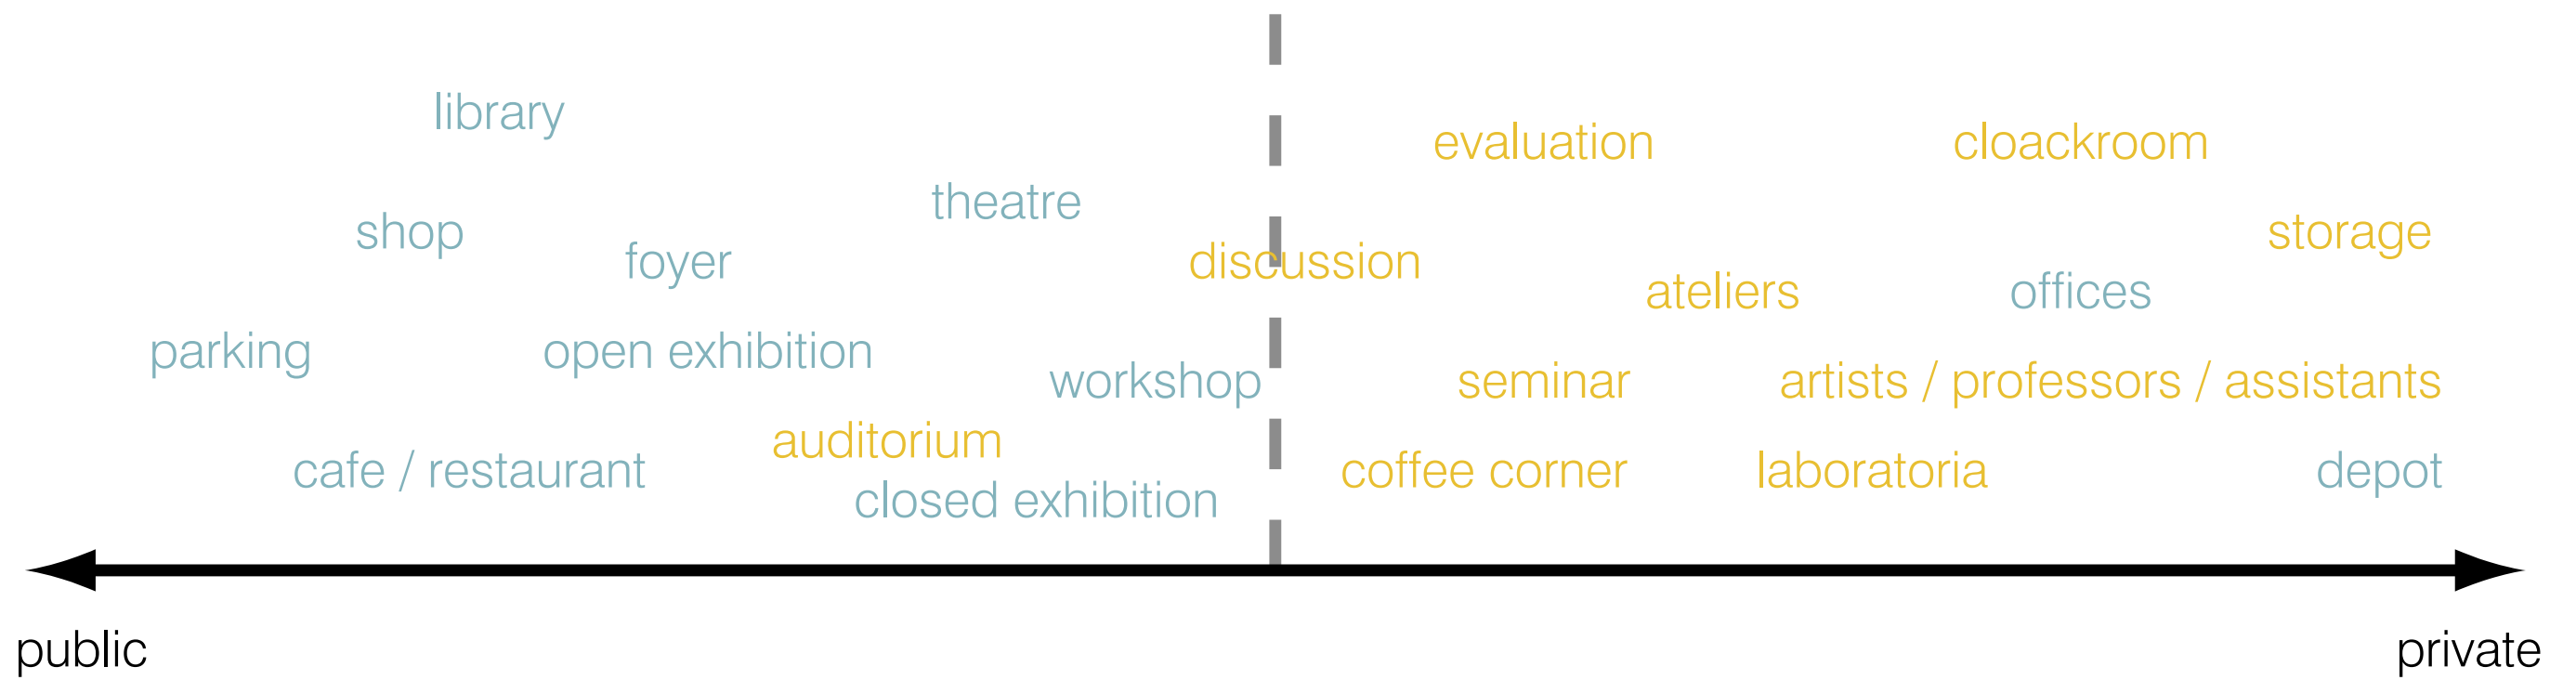 library
evaluation
cloackroom
theatre
shop
storage
foyer
discussion
ateliers
offices
parking
open exhibition
workshop
seminar
artists / professors / assistants
auditorium
cafe / restaurant
coffee corner
laboratoria
depot
closed exhibition
public
private